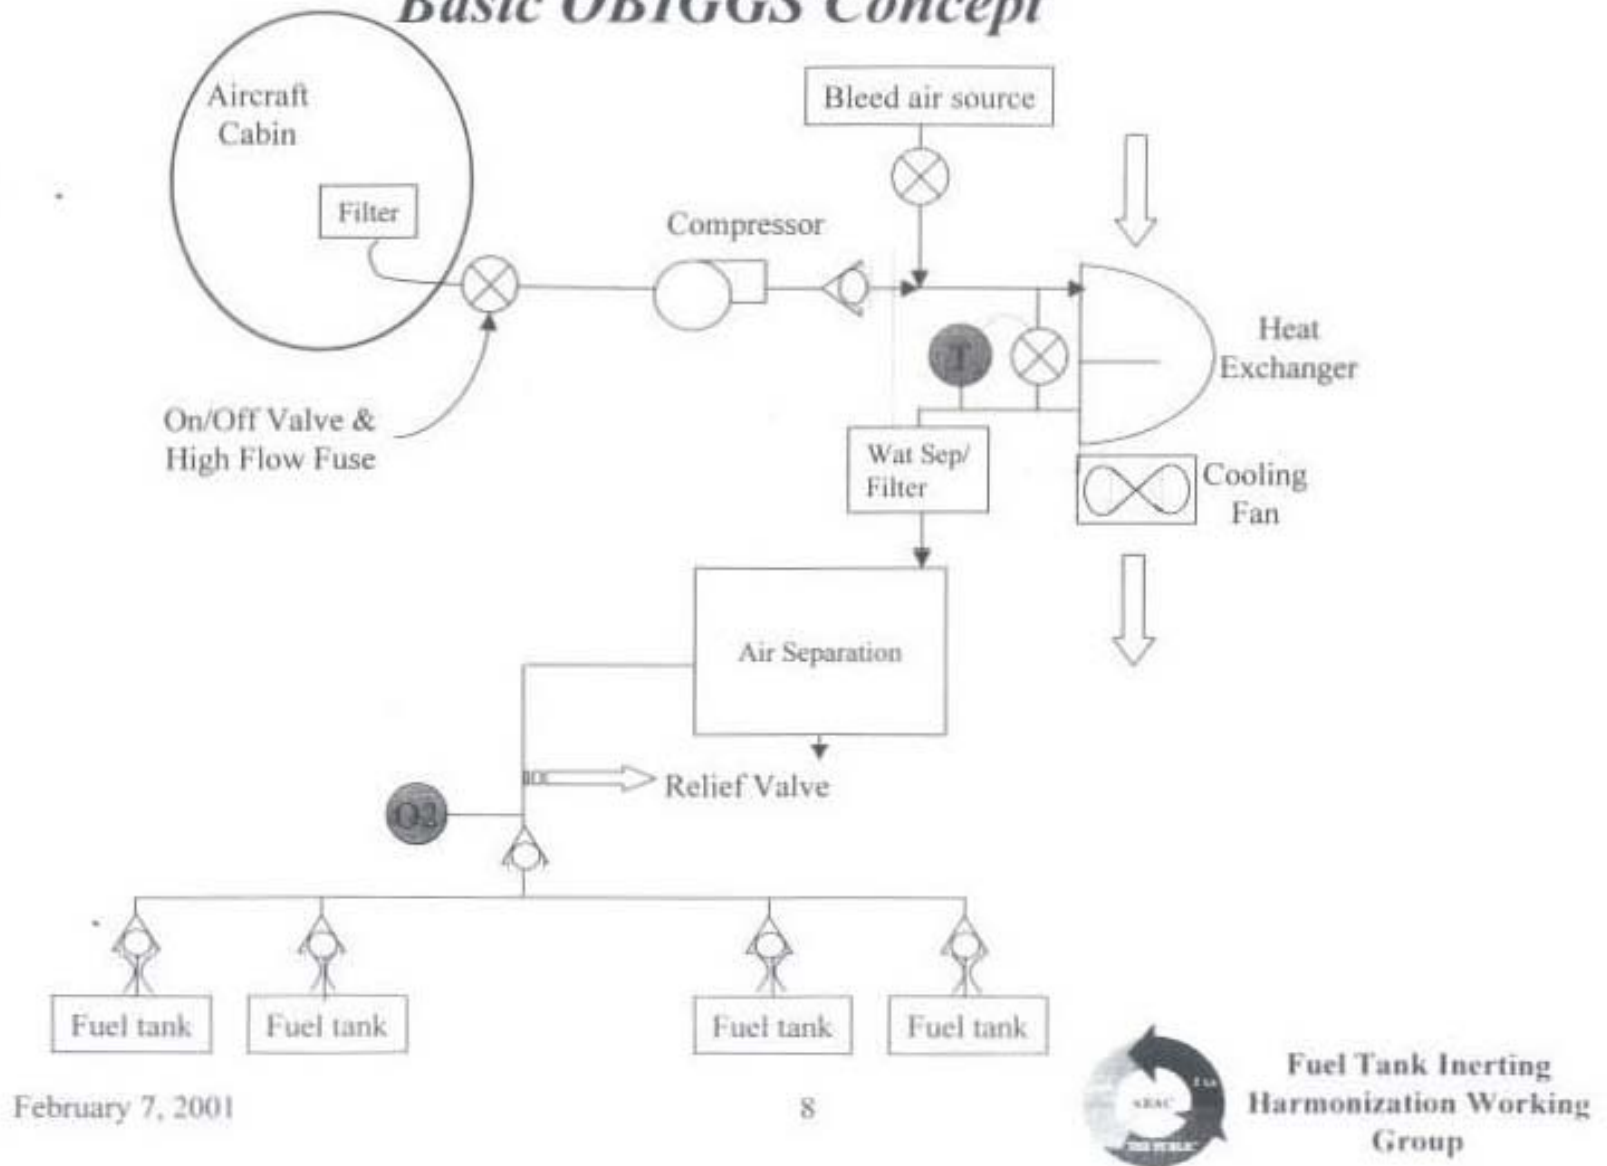 Basic OBIGGS Concept
Aircraft
Cabin
Bleed air source
Filter
Compressor
T
Heat
Exchanger
On/Off Valve &
High Flow Fuse
Wat Sep/
Filter
Cooling
Fan
Air Separation
Relief Valve
O2
Fuel tank
Fuel tank
Fuel tank
Fuel tank
Fuel Tank Inerting
Harmonization Working
Group
February 7, 2001
8
ARAC